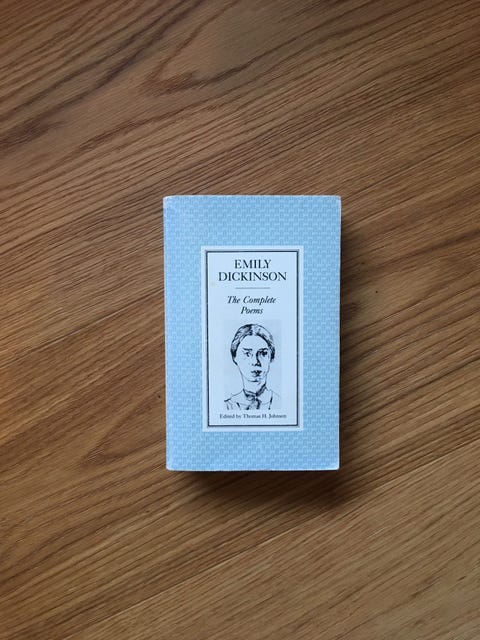 EMILY
DICKINSON
The Complete
Poems
Edited by Thomas H. Johnson